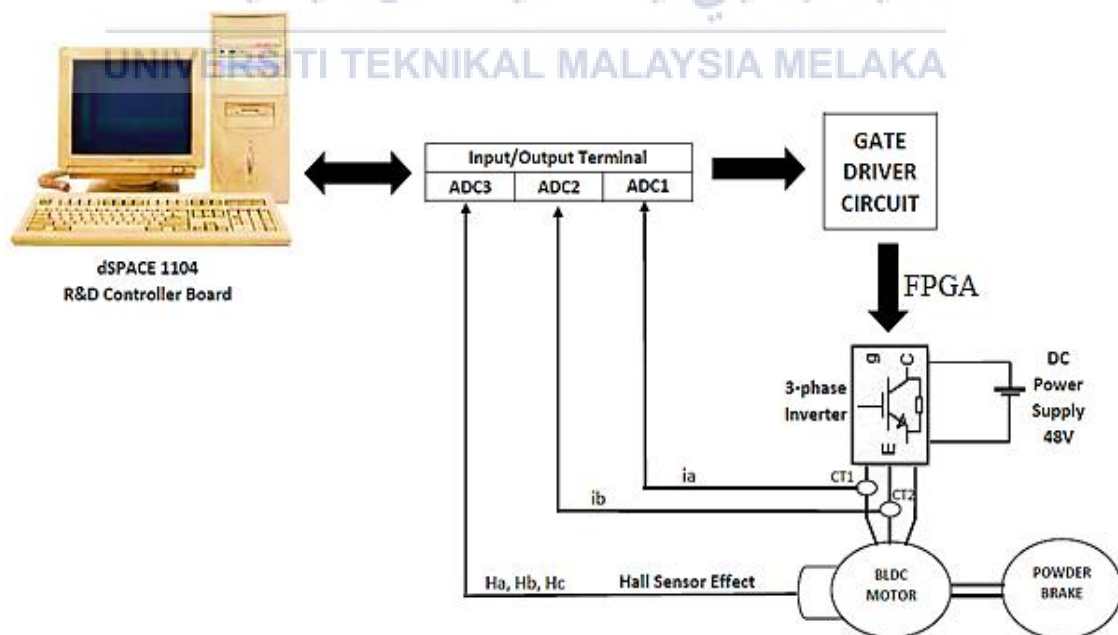 UNIVERSITI TEKNIKAL MALAYSIA MELAKA
dSPACE 1104
R&D Controller Board
Input/Output Terminal
ADC3 ADC2 ADC1
GATE
DRIVER
CIRCUIT
FPGA
3-phase
Inverter
g C
E
DC
Power
Supply
48V
ia
CT1
ib
CT2
Ha, Hb, Hc
Hall Sensor Effect
BLDC
MOTOR
POWDER
BRAKE